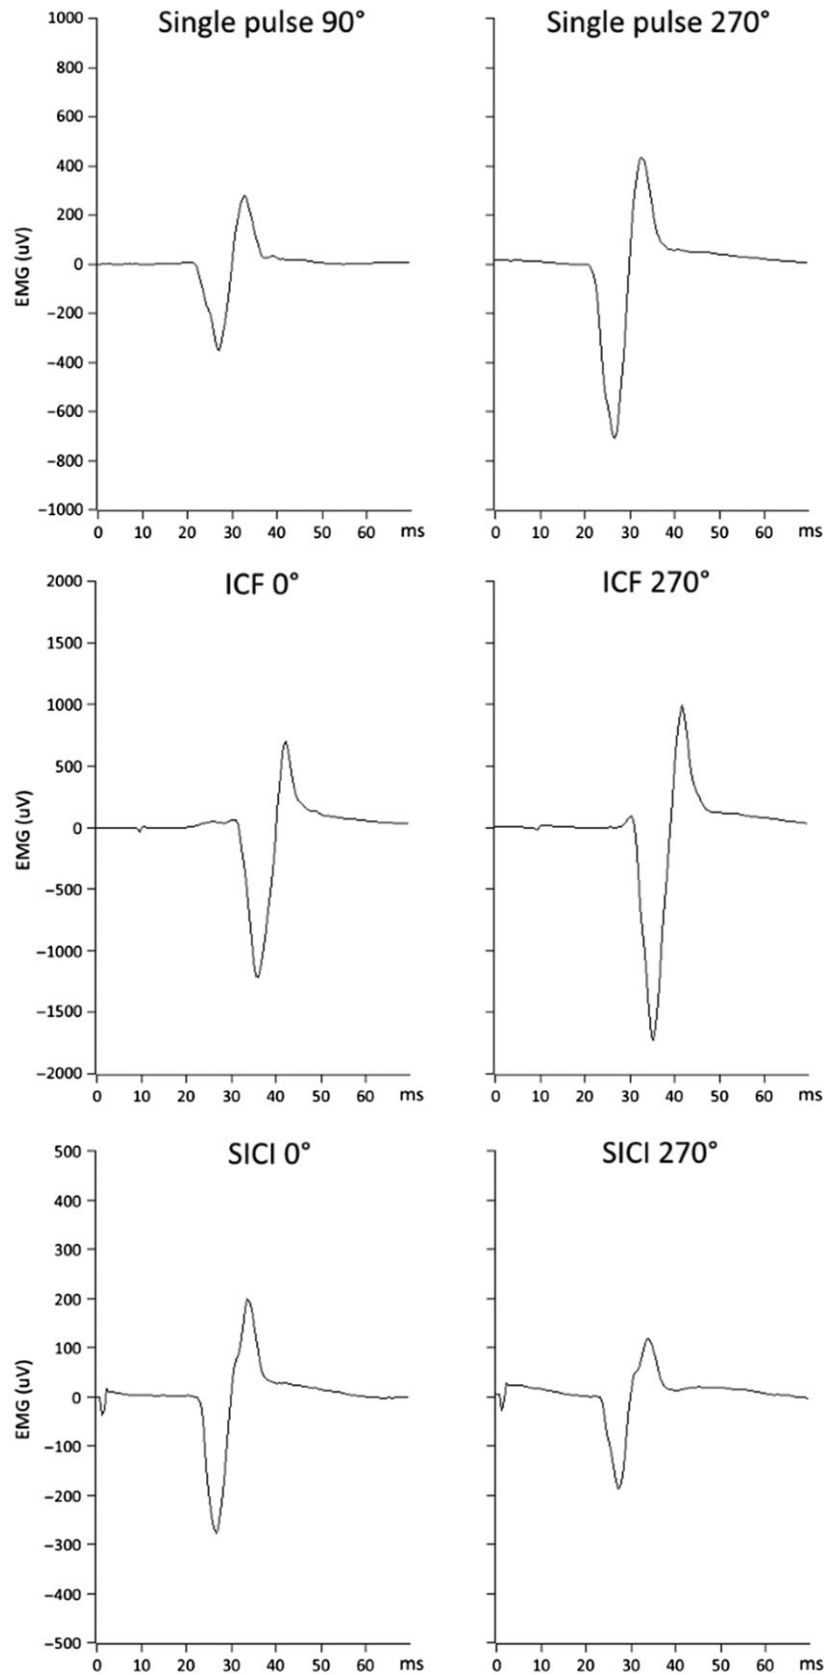 Single pulse 90°
Single pulse 270°
1000
800
600
400
200
0
−200
−400
−600
−800
−1000
EMG (uV)
0 10 20 30 40 50 60 ms
0 10 20 30 40 50 60 ms
ICF 0°
ICF 270°
2000
1500
1000
500
0
−500
−1000
−1500
−2000
EMG (uV)
0 10 20 30 40 50 60 ms
0 10 20 30 40 50 60 ms
SICI 0°
SICI 270°
500
400
300
200
100
0
−100
−200
−300
−400
−500
EMG (uV)
0 10 20 30 40 50 60 ms
0 10 20 30 40 50 60 ms